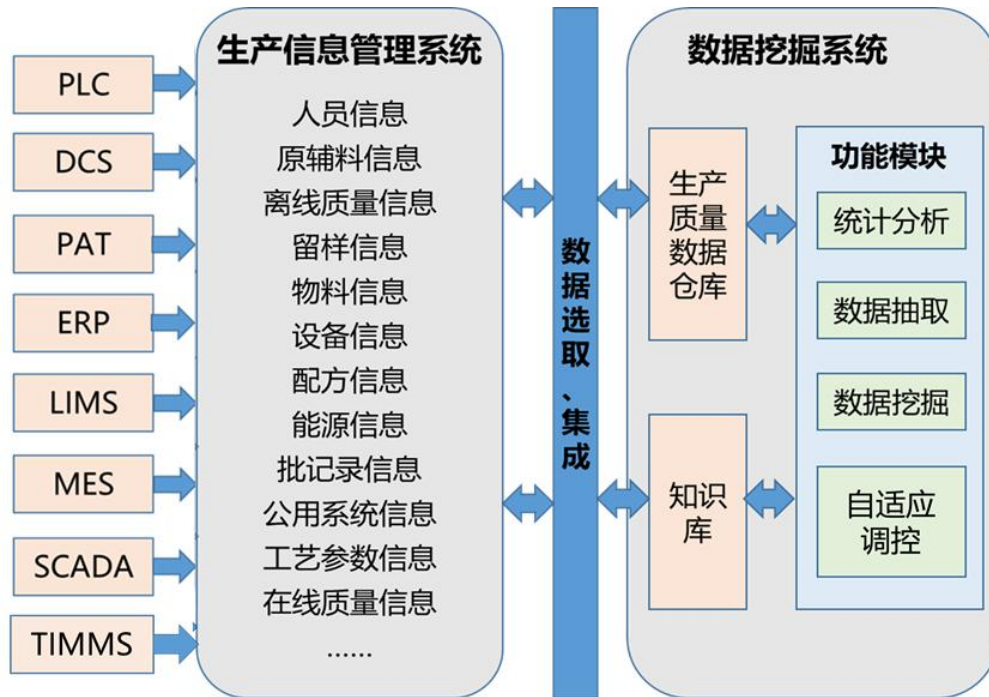 PLC
DCS
PAT
ERP
LIMS
MES
SCADA
TIMMS
生产信息管理系统
人员信息
原辅料信息
离线质量信息
留样信息
物料信息
设备信息
配方信息
能源信息
批记录信息
公用系统信息
工艺参数信息
在线质量信息
......
数据选取、集成
数据挖掘系统
生产
质量
数据
仓库
知识
库
功能模块
统计分析
数据抽取
数据挖掘
自适应
调控